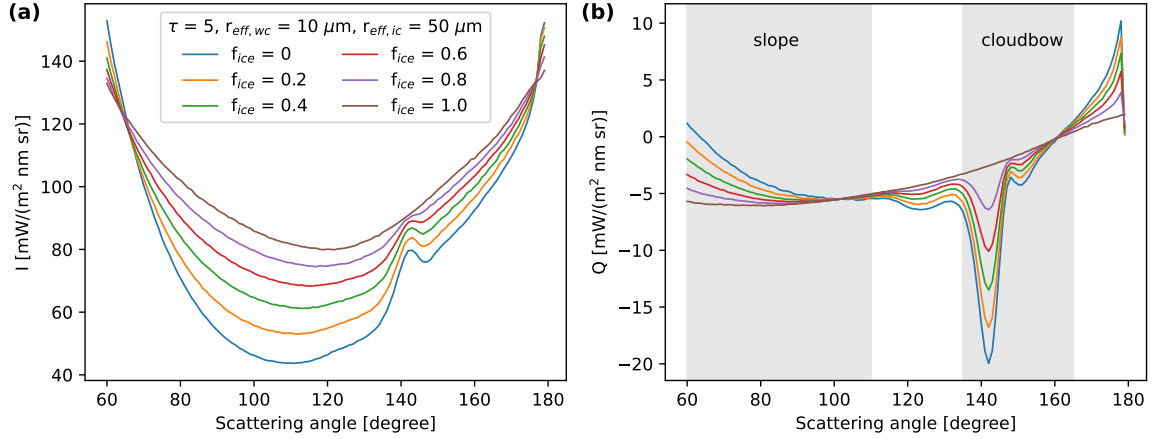 (a)
τ = 5, r_eff,wc = 10 μm, r_eff,ic = 50 μm
f_ice = 0
f_ice = 0.2
f_ice = 0.4
f_ice = 0.6
f_ice = 0.8
f_ice = 1.0
I [mW/(m² nm sr)]
140
120
100
80
60
40
60 80 100 120 140 160 180
Scattering angle [degree]
(b)
slope
cloudbow
Q [mW/(m² nm sr)]
10
5
0
−5
−10
−15
−20
60 80 100 120 140 160 180
Scattering angle [degree]